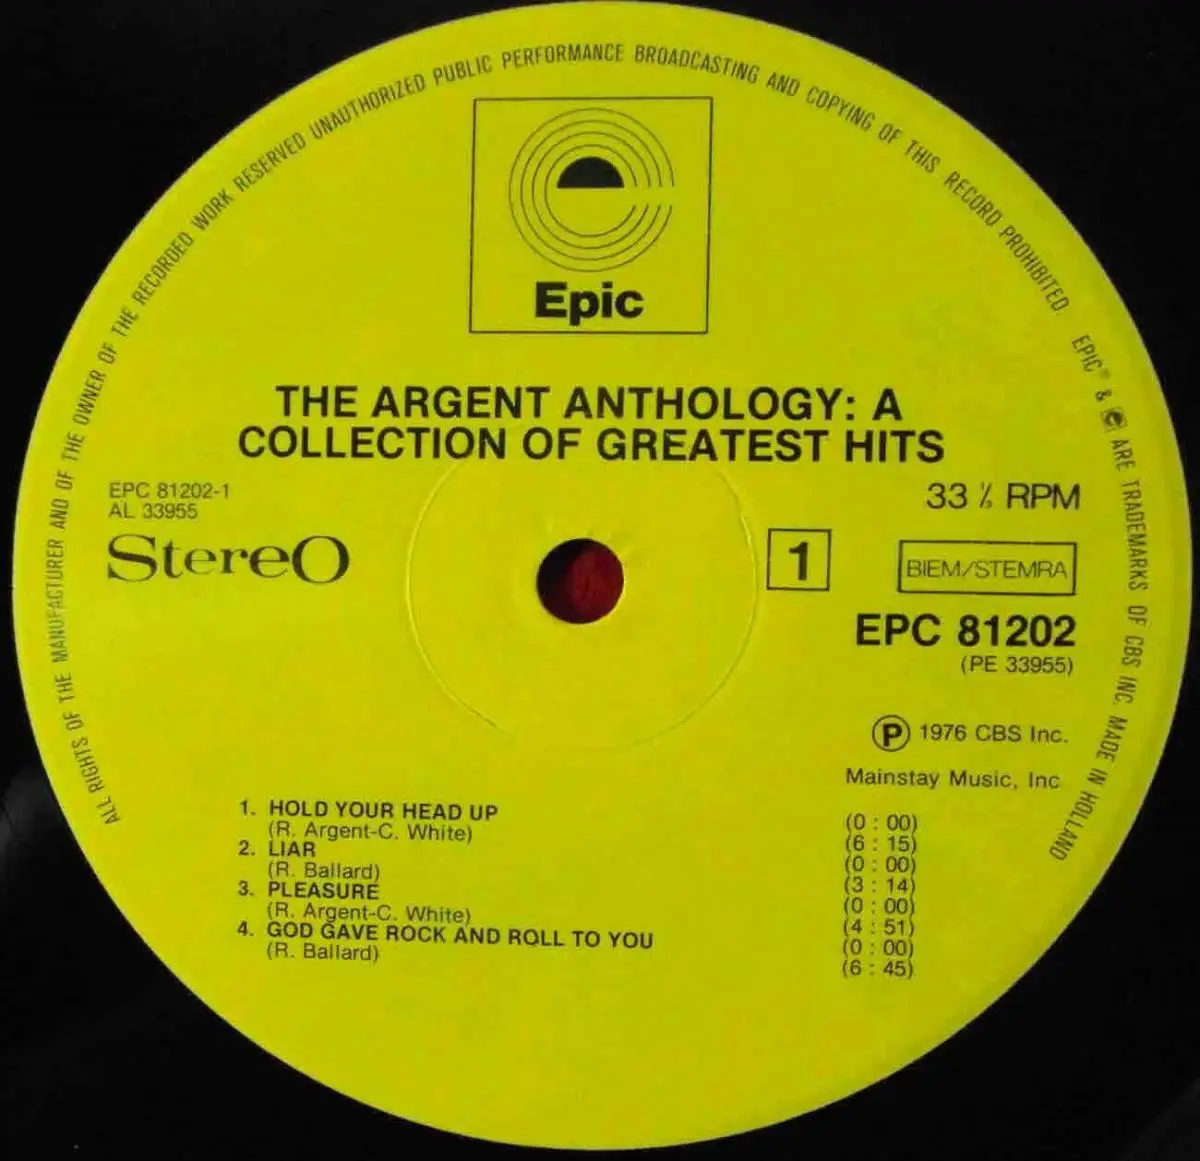 ALL RIGHTS OF THE MANUFACTURER AND OF THE OWNER OF THE RECORDED WORK RESERVED UNAUTHORIZED PUBLIC PERFORMANCE BROADCASTING AND COPYING OF THIS RECORD PROHIBITED. EPIC® & e ARE TRADEMARKS OF CBS INC. MADE IN HOLLAND
Epic
THE ARGENT ANTHOLOGY: A
COLLECTION OF GREATEST HITS
EPC 81202-1
AL 33955
33 ⅓ RPM
Stereo
1
BIEM/STEMRA
EPC 81202
(PE 33955)
Ⓟ 1976 CBS Inc.
Mainstay Music, Inc
1. HOLD YOUR HEAD UP (0 : 00)
(R. Argent-C. White) (6 : 15)
2. LIAR (0 : 00)
(R. Ballard) (3 : 14)
3. PLEASURE (0 : 00)
(R. Argent-C. White) (4 : 51)
4. GOD GAVE ROCK AND ROLL TO YOU (0 : 00)
(R. Ballard) (6 : 45)